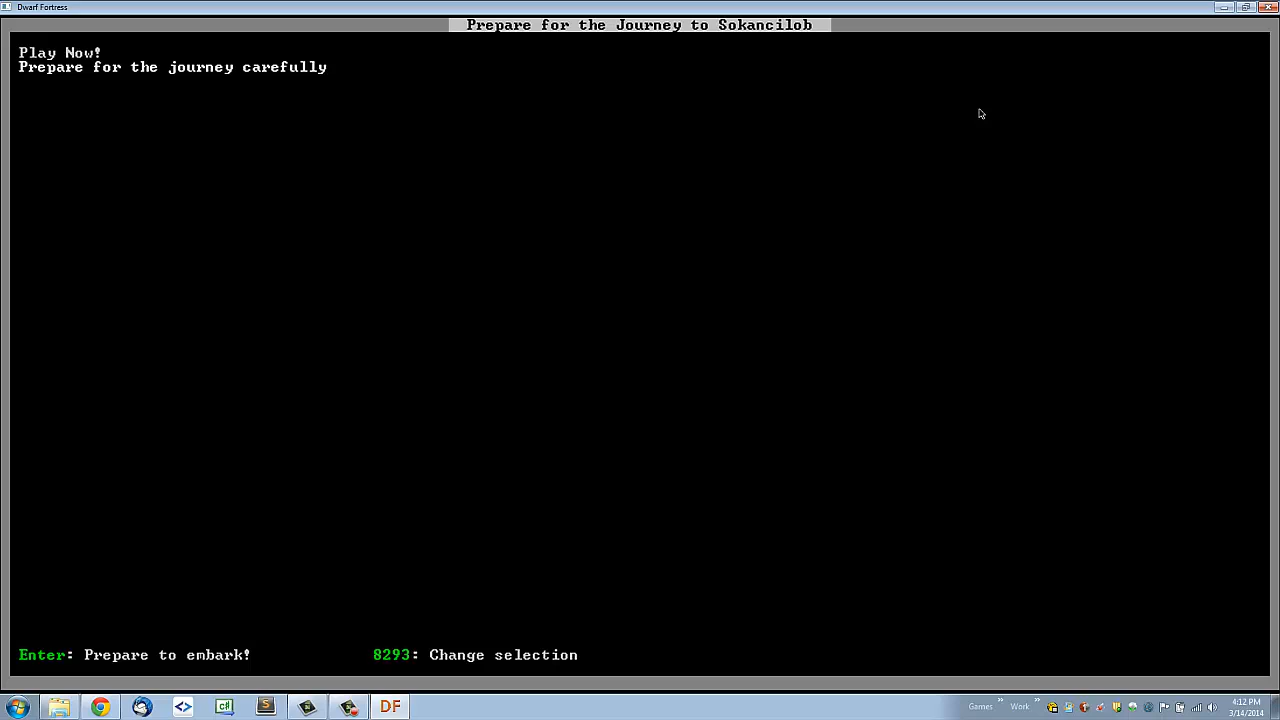 Dwarf Fortress
Prepare for the Journey to Sokancilob
Play Now!
Prepare for the journey carefully
Enter: Prepare to embark!
8293: Change selection
C#
S
DF
Games »
Work »
4:12 PM
3/14/2014